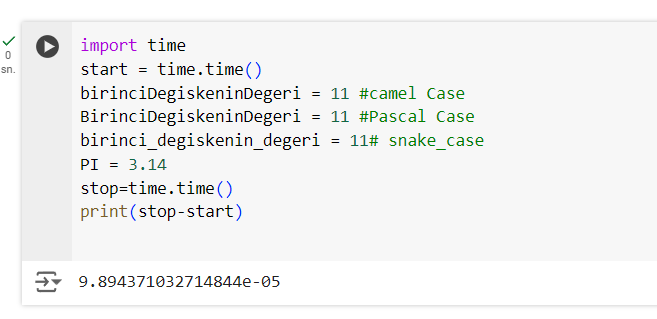 import time
start = time.time()
birinciDegiskeninDegeri = 11 #camel Case
BirinciDegiskeninDegeri = 11 #Pascal Case
birinci_degiskenin_degeri = 11# snake_case
PI = 3.14
stop=time.time()
print(stop-start)
0
sn.
9.894371032714844e-05